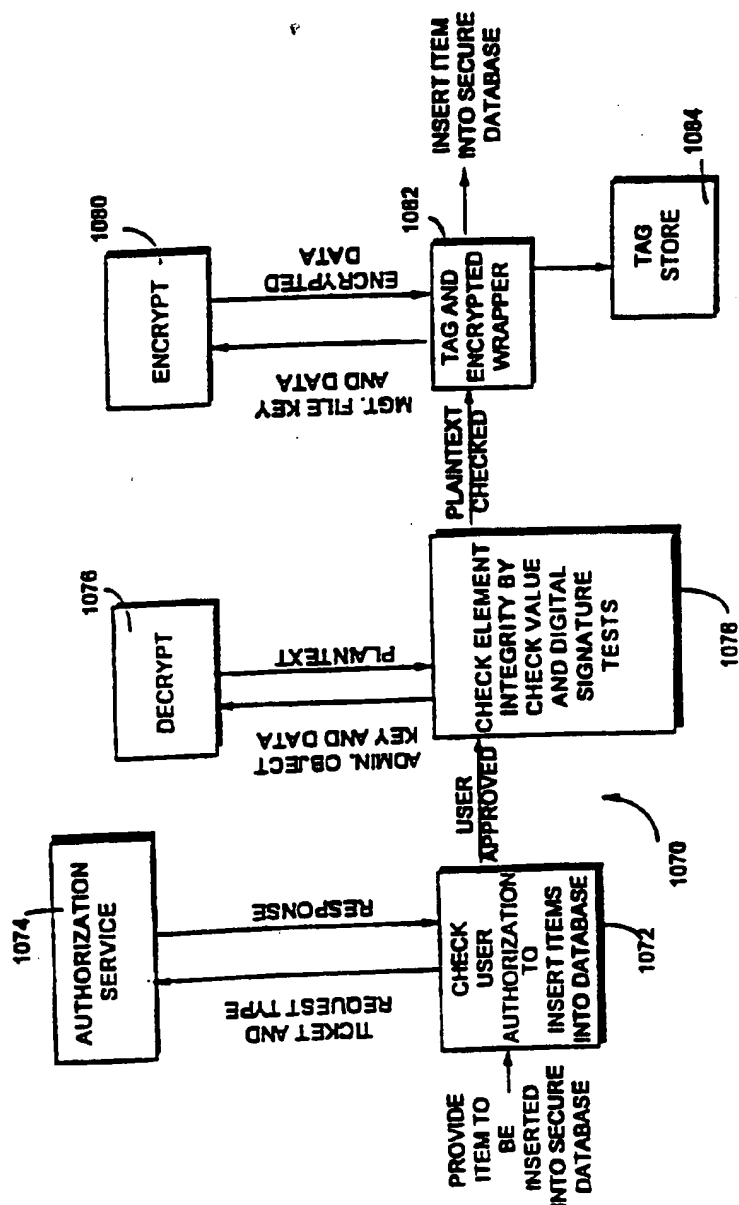 PROVIDE
ITEM TO
BE
INSERTED
INTO SECURE
DATABASE
CHECK
USER
AUTHORIZATION
TO
INSERT ITEMS
INTO DATABASE
1072
TICKET AND
REQUEST TYPE
RESPONSE
AUTHORIZATION
SERVICE
1074
1070
USER
APPROVED
CHECK ELEMENT
INTEGRITY BY
CHECK VALUE
AND DIGITAL
SIGNATURE
TESTS
1078
ADMIN. OBJECT
KEY AND DATA
PLAINTEXT
DECRYPT
1076
PLAINTEXT
CHECKED
TAG AND
ENCRYPTED
WRAPPER
1082
MGT. FILE KEY
AND DATA
ENCRYPTED
DATA
ENCRYPT
1080
INSERT ITEM
INTO SECURE
DATABASE
TAG
STORE
1084